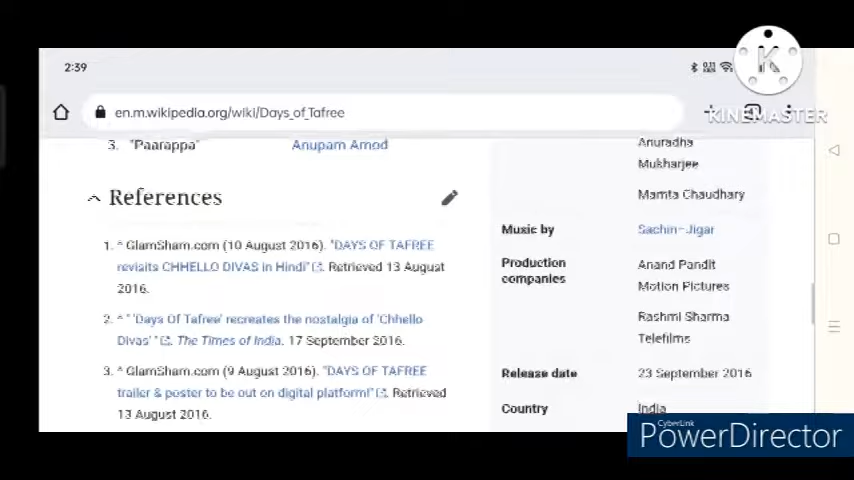 2:39
KINEMASTER
en.m.wikipedia.org/wiki/Days_of_Tafree
3. "Paarappa" Anupam Amod
References
1. ^ GlamSham.com (10 August 2016). "DAYS OF TAFREE
revisits CHHELLO DIVAS in Hindi". Retrieved 13 August
2016.
2. ^ "'Days Of Tafree' recreates the nostalgia of 'Chhello
Divas' ". The Times of India. 17 September 2016.
3. ^ GlamSham.com (9 August 2016). "DAYS OF TAFREE
trailer & poster to be out on digital platform!". Retrieved
13 August 2016.
Anuradha
Mukharjee
Mamta Chaudhary
Music by Sachin-Jigar
Production Anand Pandit
companies Motion Pictures
Rashmi Sharma
Telefilms
Release date 23 September 2016
Country India
CyberLink
PowerDirector